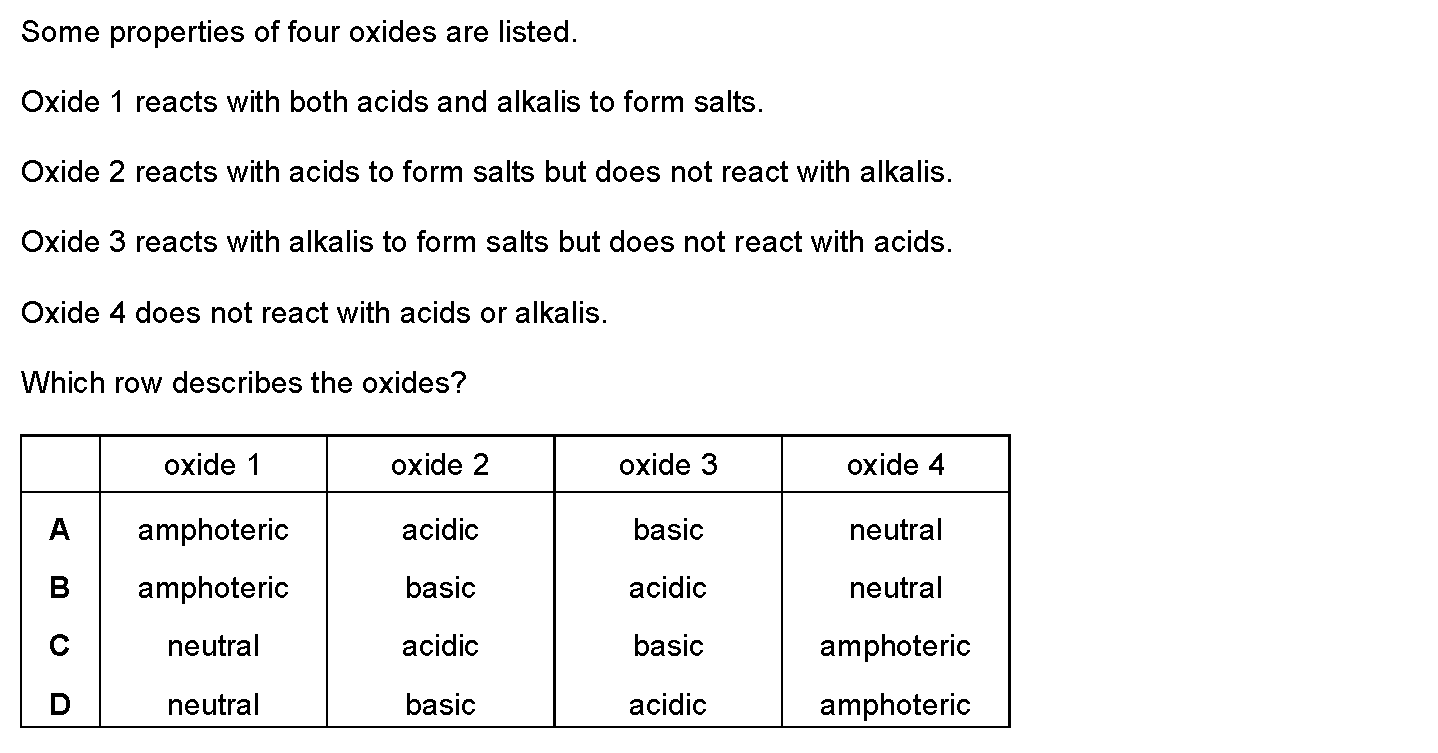 Some properties of four oxides are listed.
Oxide 1 reacts with both acids and alkalis to form salts.
Oxide 2 reacts with acids to form salts but does not react with alkalis.
Oxide 3 reacts with alkalis to form salts but does not react with acids.
Oxide 4 does not react with acids or alkalis.
Which row describes the oxides?
oxide 1 oxide 2 oxide 3 oxide 4
A amphoteric acidic basic neutral
B amphoteric basic acidic neutral
C neutral acidic basic amphoteric
D neutral basic acidic amphoteric